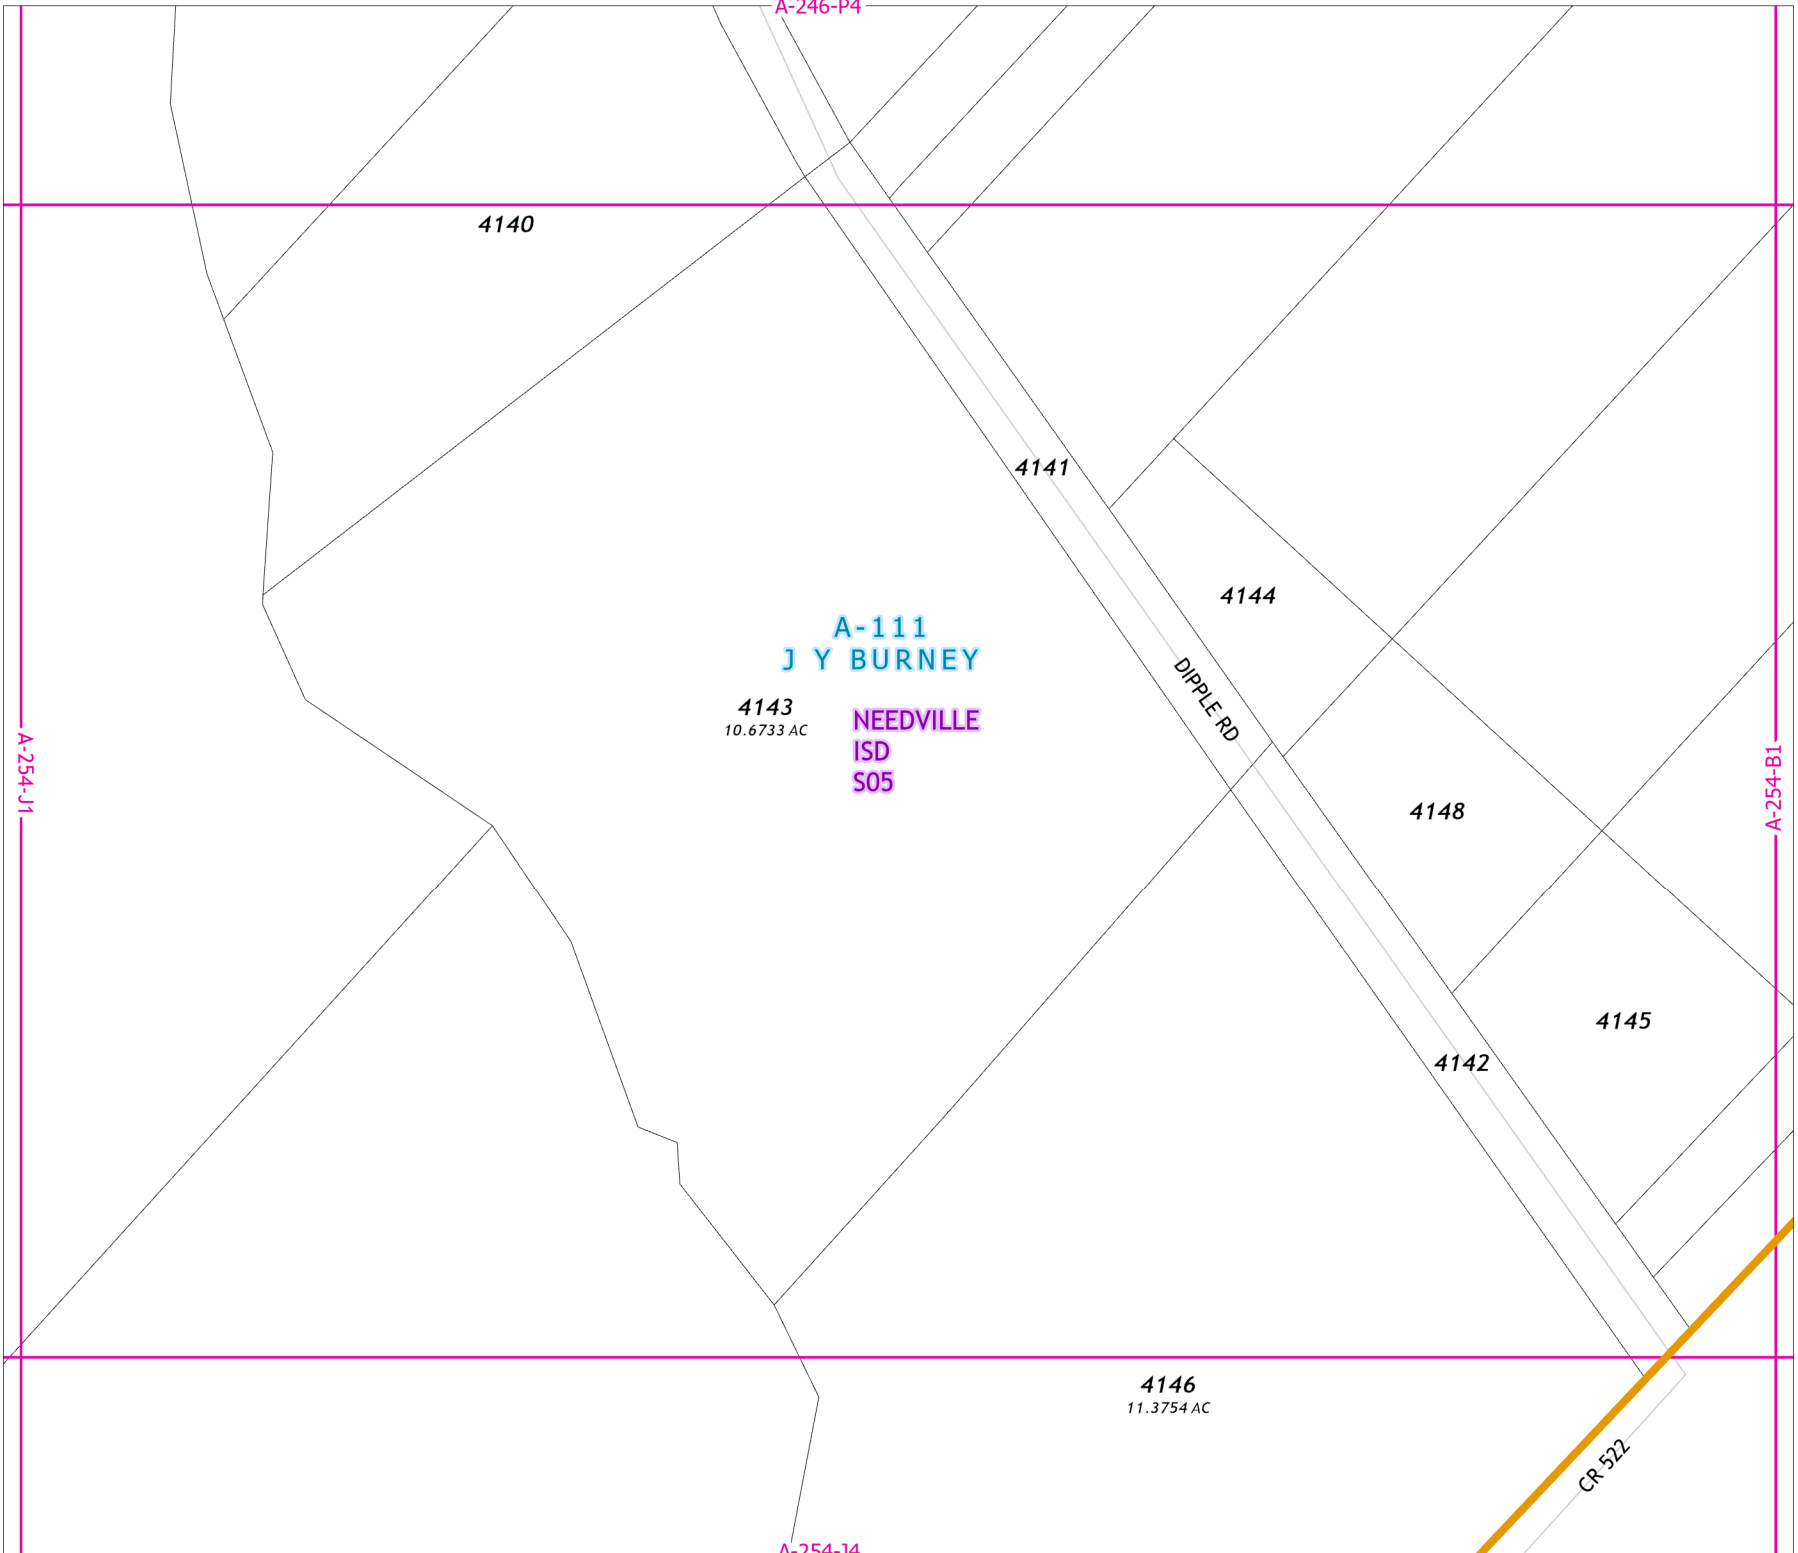 A-246-P4
4140
4141
4144
A-111
J Y BURNEY
DIPPLE RD
4143
10.6733 AC
NEEDVILLE
ISD
S05
A-254-J1
A-254-B1
4148
4145
4142
4146
11.3754 AC
CR 522
A-254-J4